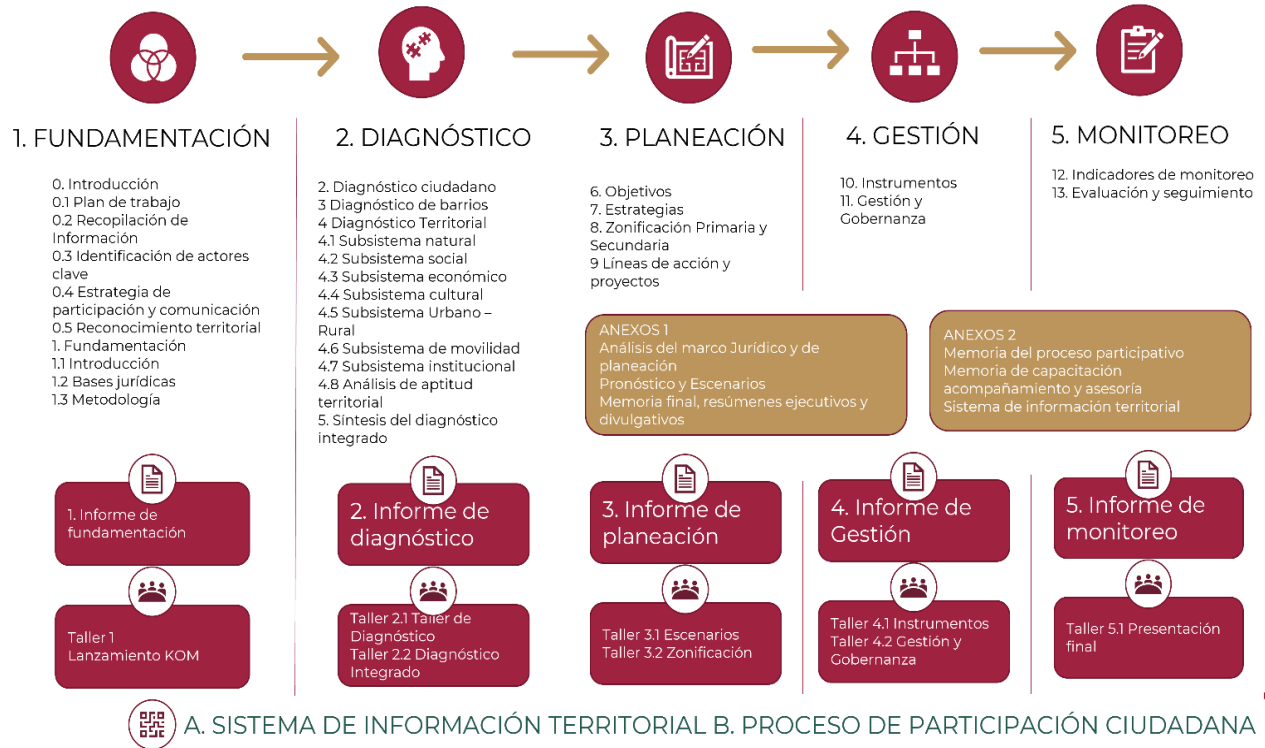 1. FUNDAMENTACIÓN
0. Introducción
0.1 Plan de trabajo
0.2 Recopilación de
Información
0.3 Identificación de actores
clave
0.4 Estrategia de
participación y comunicación
0.5 Reconocimiento territorial
1. Fundamentación
1.1 Introducción
1.2 Bases jurídicas
1.3 Metodología
2. DIAGNÓSTICO
2. Diagnóstico ciudadano
3 Diagnóstico de barrios
4 Diagnóstico Territorial
4.1 Subsistema natural
4.2 Subsistema social
4.3 Subsistema económico
4.4 Subsistema cultural
4.5 Subsistema Urbano –
Rural
4.6 Subsistema de movilidad
4.7 Subsistema institucional
4.8 Análisis de aptitud
territorial
5. Síntesis del diagnóstico
integrado
3. PLANEACIÓN
6. Objetivos
7. Estrategias
8. Zonificación Primaria y
Secundaria
9 Líneas de acción y
proyectos
4. GESTIÓN
10. Instrumentos
11. Gestión y
Gobernanza
5. MONITOREO
12. Indicadores de monitoreo
13. Evaluación y seguimiento
ANEXOS 1
Análisis del marco Jurídico y de
planeación
Pronóstico y Escenarios
Memoria final, resúmenes ejecutivos y
divulgativos
ANEXOS 2
Memoria del proceso participativo
Memoria de capacitación
acompañamiento y asesoría
Sistema de información territorial
1. Informe de
fundamentación
2. Informe de
diagnóstico
3. Informe de
planeación
4. Informe de
Gestión
5. Informe de
monitoreo
Taller 1
Lanzamiento KOM
Taller 2.1 Taller de
Diagnóstico
Taller 2.2 Diagnóstico
Integrado
Taller 3.1 Escenarios
Taller 3.2 Zonificación
Taller 4.1 Instrumentos
Taller 4.2 Gestión y
Gobernanza
Taller 5.1 Presentación
final
A. SISTEMA DE INFORMACIÓN TERRITORIAL B. PROCESO DE PARTICIPACIÓN CIUDADANA